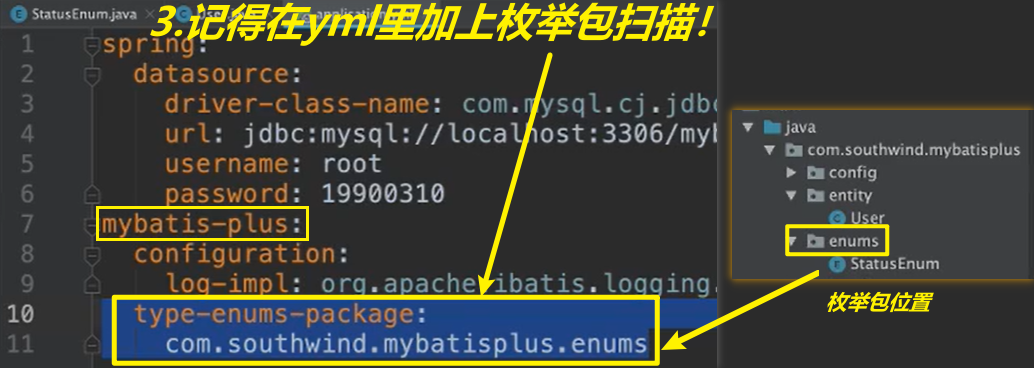 StatusEnum.java
3.记得在yml里加上枚举包扫描！
1 spring:
2 datasource:
3 driver-class-name: com.mysql.cj.jdbc
4 url: jdbc:mysql://localhost:3306/myb
5 username: root
6 password: 19900310
7 mybatis-plus:
8 configuration:
9 log-impl: org.apache.ibatis.logging.
10 type-enums-package:
11 com.southwind.mybatisplus.enums
java
com.southwind.mybatisplus
config
entity
User
enums
StatusEnum
枚举包位置